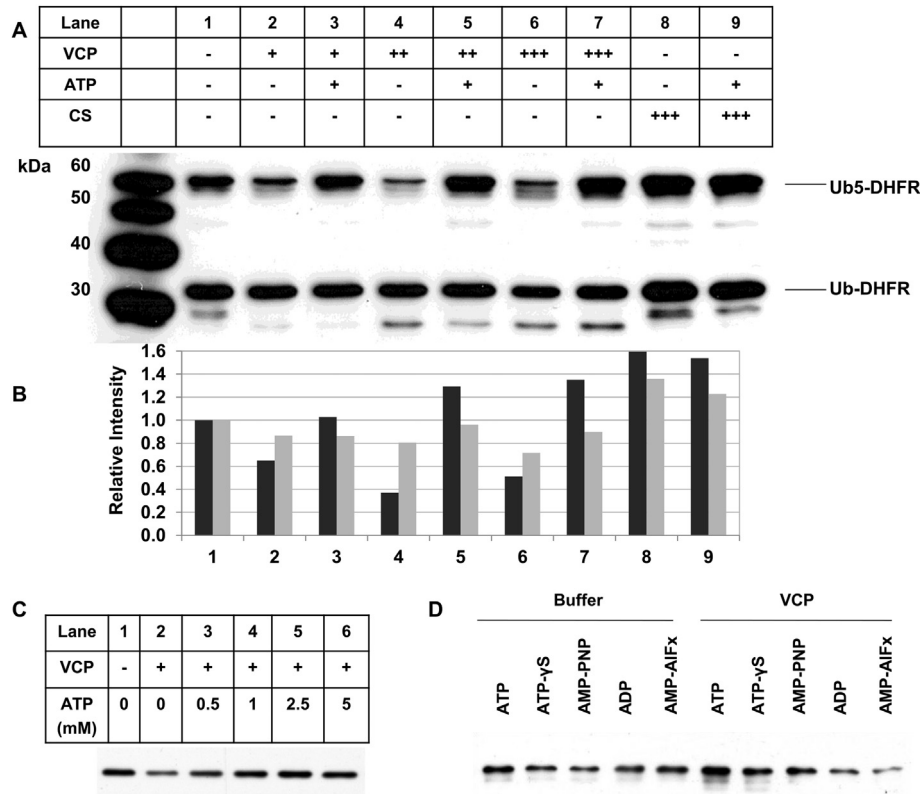 A
Lane 1 2 3 4 5 6 7 8 9
VCP - + + ++ ++ +++ +++ - -
ATP - - + - + - + - +
CS - - - - - - - +++ +++
kDa
60
50
40
30
Ub5-DHFR
Ub-DHFR
B
Relative Intensity
1.6
1.4
1.2
1.0
0.8
0.6
0.4
0.2
0.0
1 2 3 4 5 6 7 8 9
C
Lane 1 2 3 4 5 6
VCP - + + + + +
ATP (mM) 0 0 0.5 1 2.5 5
D
Buffer VCP
ATP ATP-γS AMP-PNP ADP AMP-AlFx ATP ATP-γS AMP-PNP ADP AMP-AlFx